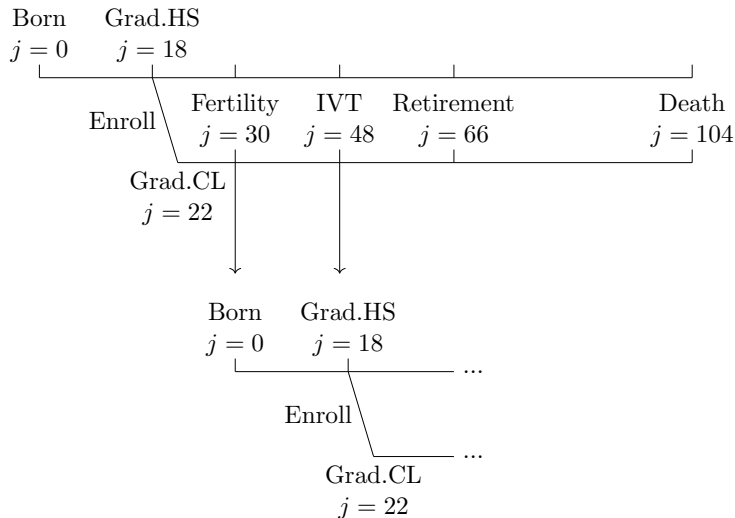 Born Grad.HS
j = 0 j = 18
Fertility IVT Retirement Death
Enroll
j = 30 j = 48 j = 66 j = 104
Grad.CL
j = 22
Born Grad.HS
j = 0 j = 18
...
Enroll
...
Grad.CL
j = 22